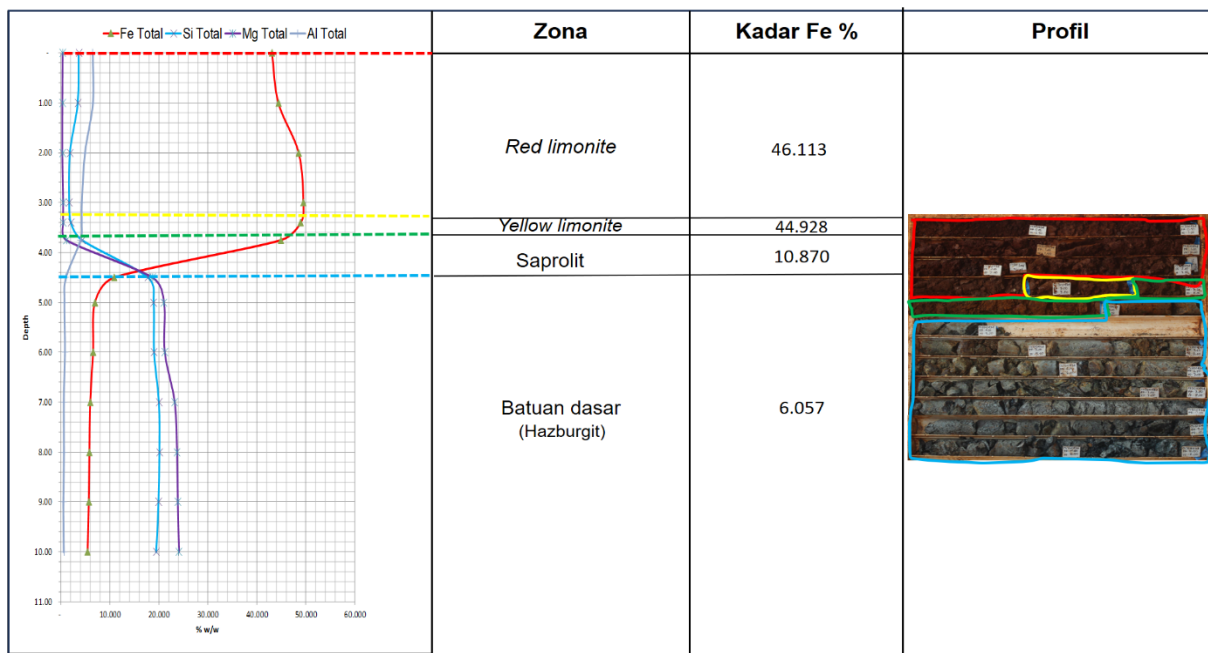 Fe Total Si Total Mg Total Al Total
Zona
Kadar Fe %
Profil
-
1.00
2.00
3.00
4.00
5.00
6.00
7.00
8.00
9.00
10.00
11.00
Depth
- 10.000 20.000 30.000 40.000 50.000 60.000
% w/w
Red limonite
46.113
Yellow limonite
44.928
Saprolit
10.870
Batuan dasar
(Hazburgit)
6.057